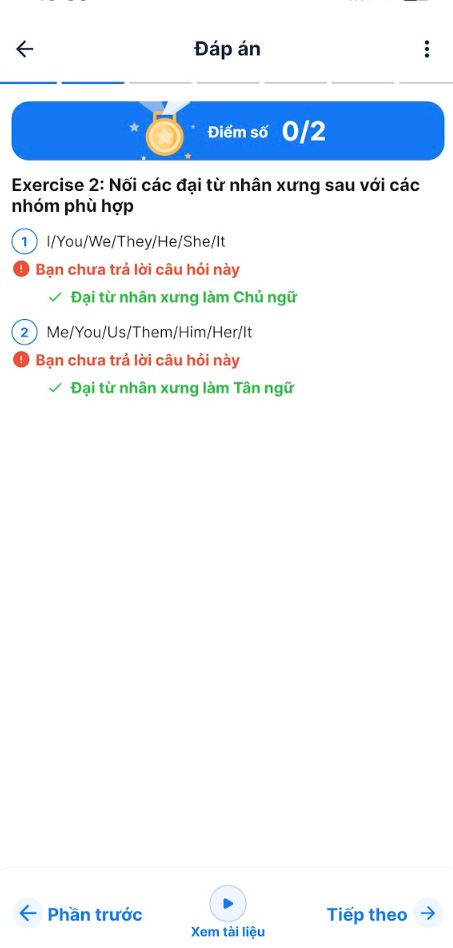 Đáp án
Điểm số 0/2
Exercise 2: Nối các đại từ nhân xưng sau với các
nhóm phù hợp
1 I/You/We/They/He/She/It
Bạn chưa trả lời câu hỏi này
Đại từ nhân xưng làm Chủ ngữ
2 Me/You/Us/Them/Him/Her/It
Bạn chưa trả lời câu hỏi này
Đại từ nhân xưng làm Tân ngữ
Phần trước
Xem tài liệu
Tiếp theo